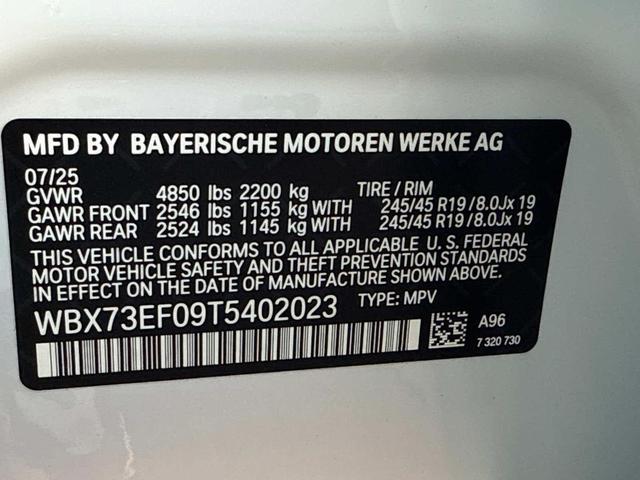 MFD BY BAYERISCHE MOTOREN WERKE AG
07/25
GVWR 4850 lbs 2200 kg TIRE / RIM
GAWR FRONT 2546 lbs 1155 kg WITH 245/45 R19/8.0Jx 19
GAWR REAR 2524 lbs 1145 kg WITH 245/45 R19/8.0Jx 19
THIS VEHICLE CONFORMS TO ALL APPLICABLE U. S. FEDERAL
MOTOR VEHICLE SAFETY AND THEFT PREVENTION STANDARDS
IN EFFECT ON THE DATE OF MANUFACTURE SHOWN ABOVE.
WBX73EF09T5402023 TYPE: MPV
A96
7 320 730